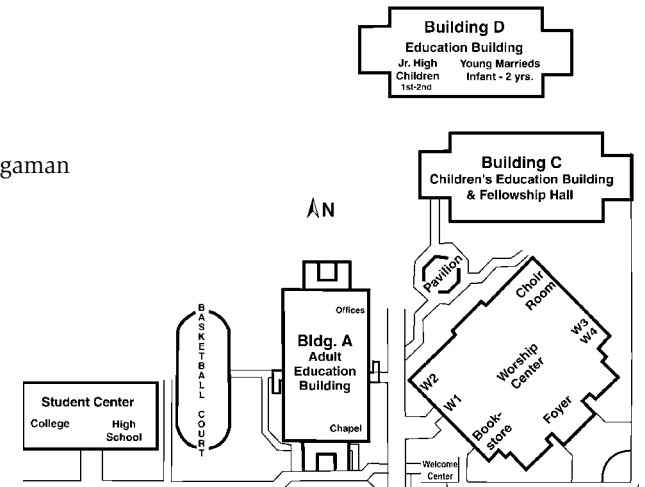 Building D
Education Building
Jr. High
Children
1st-2nd
Young Marrieds
Infant - 2 yrs.
gaman
Building C
Children's Education Building
& Fellowship Hall
N
Pavilion
Choir
Room
W3
W4
Worship
Center
W2
W1
Book-
store
Foyer
Offices
Bldg. A
Adult
Education
Building
Chapel
BASKETBALL COURT
Student Center
College
High
School
Welcome
Center